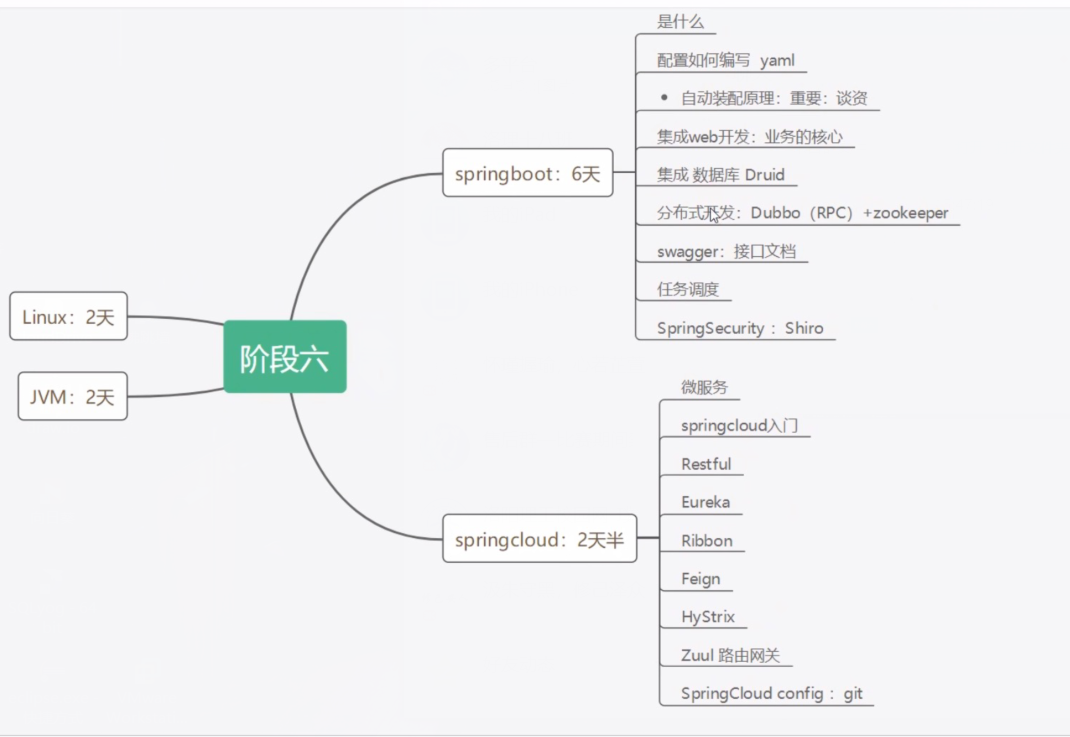 是什么
配置如何编写 yaml
自动装配原理：重要：谈资
集成web开发：业务的核心
集成 数据库 Druid
分布式开发：Dubbo（RPC）+zookeeper
swagger：接口文档
任务调度
SpringSecurity ：Shiro
springboot：6天
Linux：2天
阶段六
JVM：2天
springcloud：2天半
微服务
springcloud入门
Restful
Eureka
Ribbon
Feign
HyStrix
Zuul 路由网关
SpringCloud config ：git